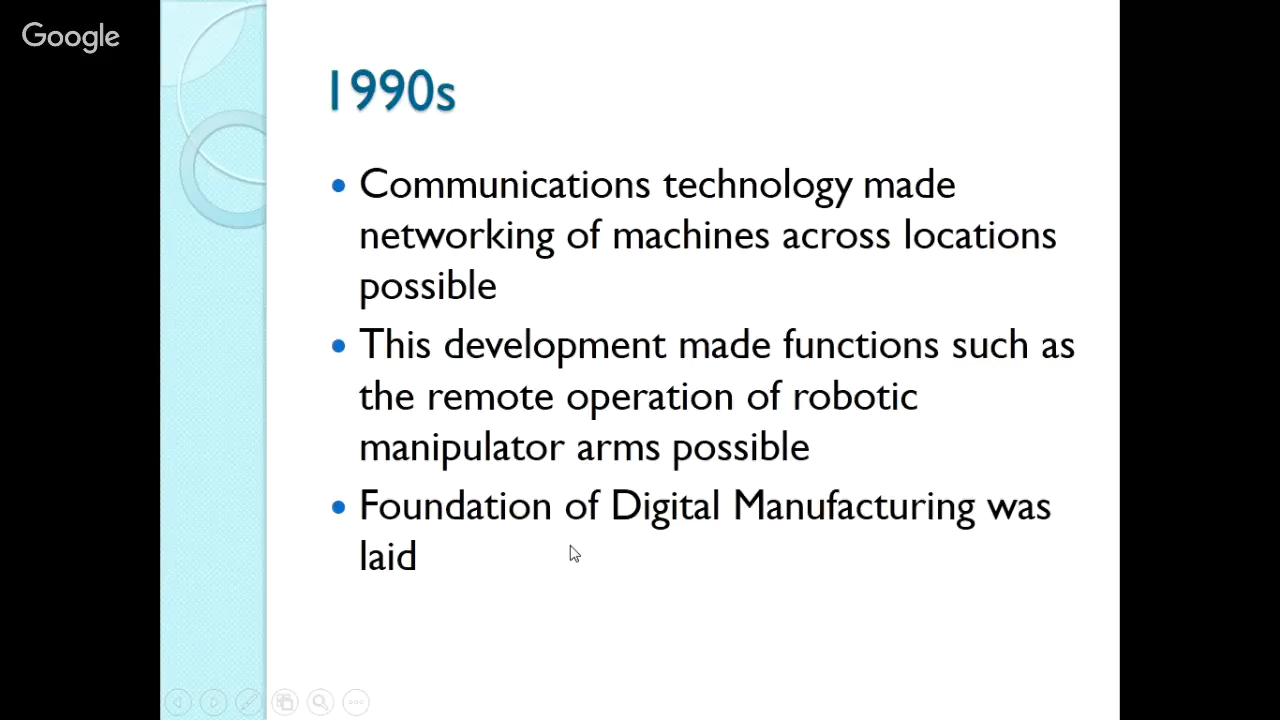 Google
1990s
Communications technology made
networking of machines across locations
possible
This development made functions such as
the remote operation of robotic
manipulator arms possible
Foundation of Digital Manufacturing was
laid